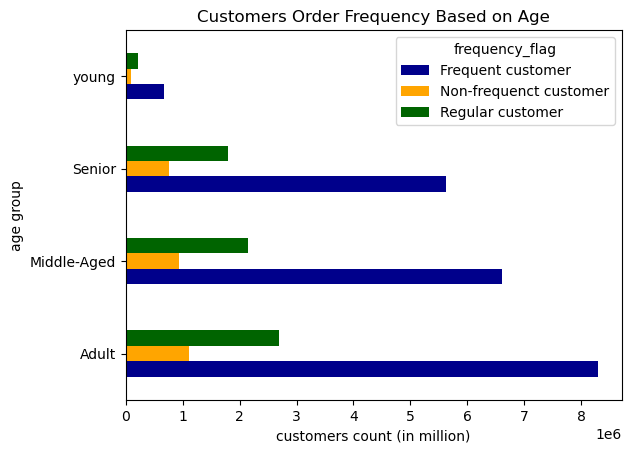 Customers Order Frequency Based on Age
frequency_flag
Frequent customer
Non-frequenct customer
Regular customer
age group
young
Senior
Middle-Aged
Adult
0 1 2 3 4 5 6 7 8
1e6
customers count (in million)